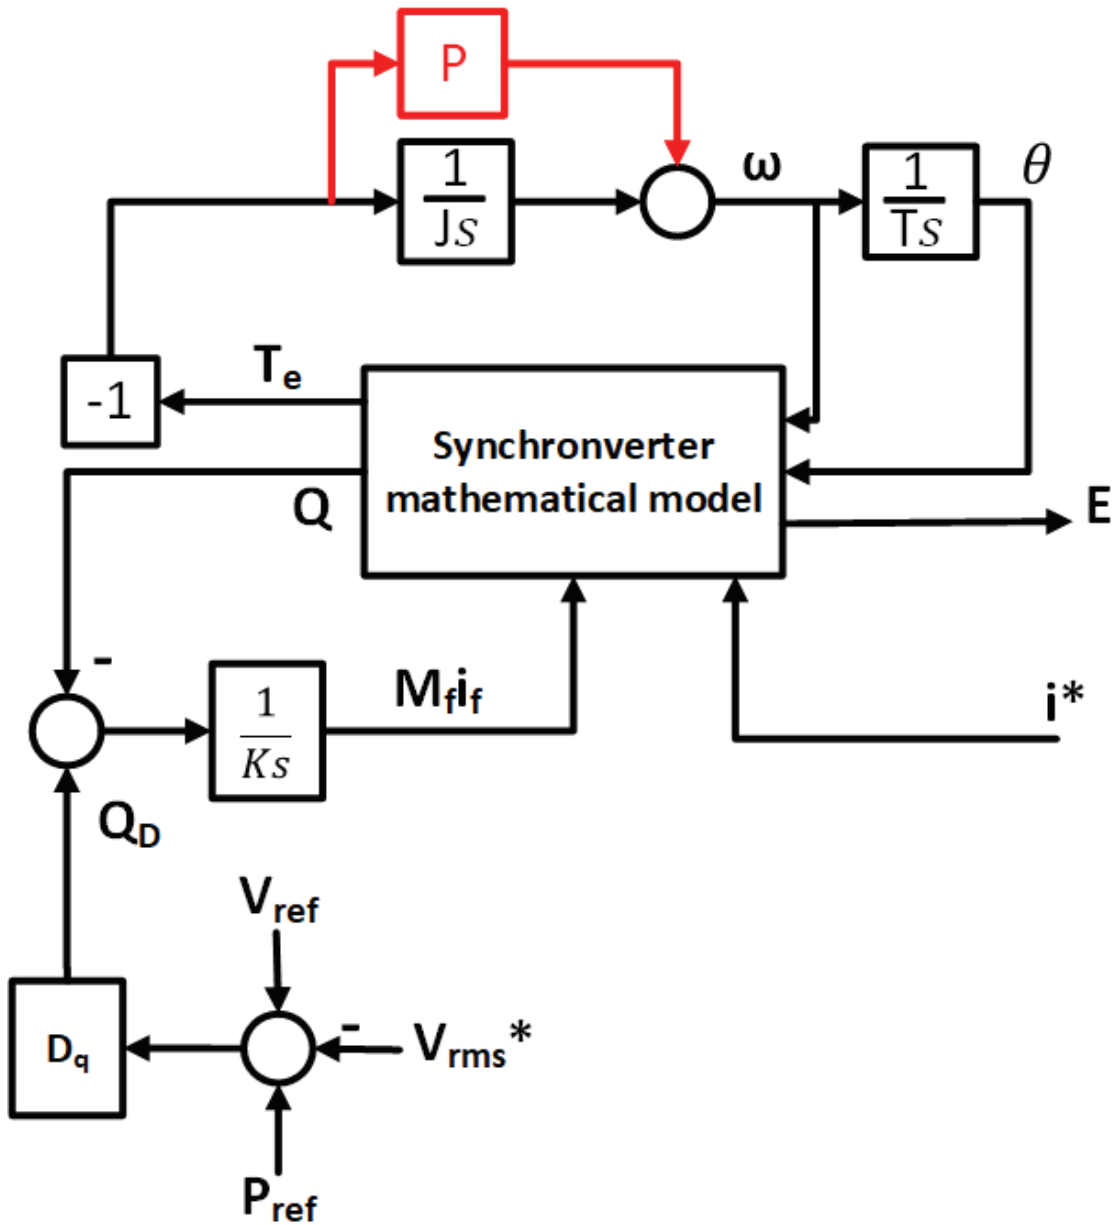 P
1
Js
ω
1
Ts
θ
-1
Te
Synchronverter
mathematical model
Q
E
-
1
Ks
Mfif
i*
QD
Vref
Dq
-
Vrms*
Pref